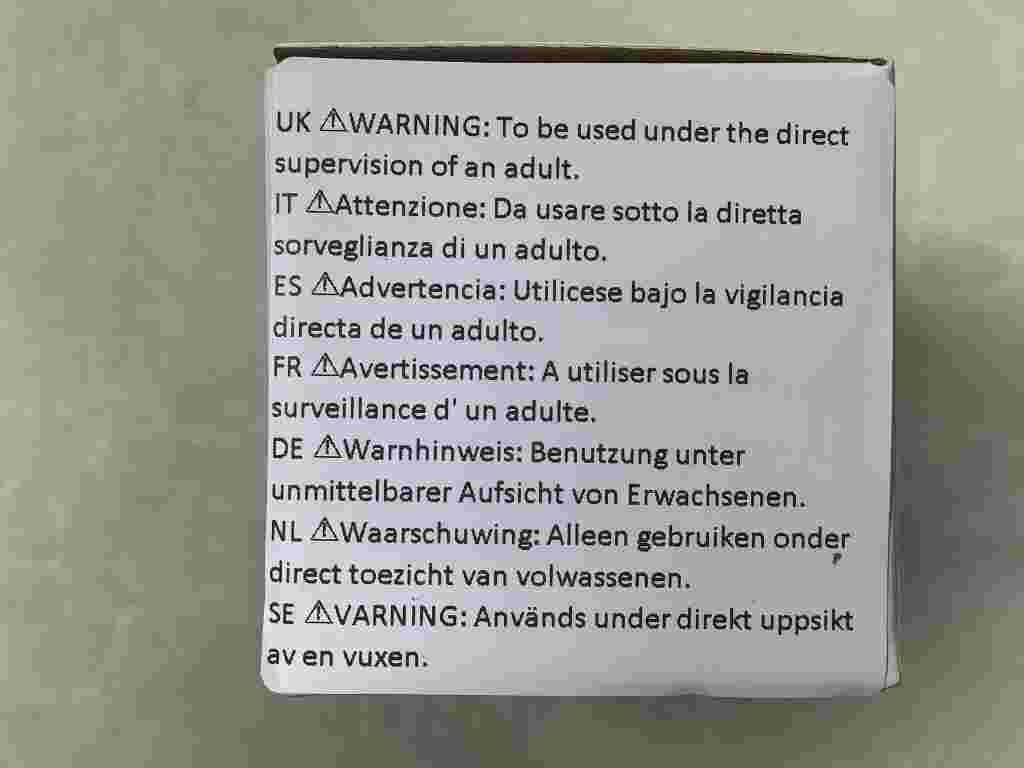 UK ⚠WARNING: To be used under the direct
supervision of an adult.
IT ⚠Attenzione: Da usare sotto la diretta
sorveglianza di un adulto.
ES ⚠Advertencia: Utilicese bajo la vigilancia
directa de un adulto.
FR ⚠Avertissement: A utiliser sous la
surveillance d' un adulte.
DE ⚠Warnhinweis: Benutzung unter
unmittelbarer Aufsicht von Erwachsenen.
NL ⚠Waarschuwing: Alleen gebruiken onder
direct toezicht van volwassenen.
SE ⚠VARNING: Används under direkt uppsikt
av en vuxen.